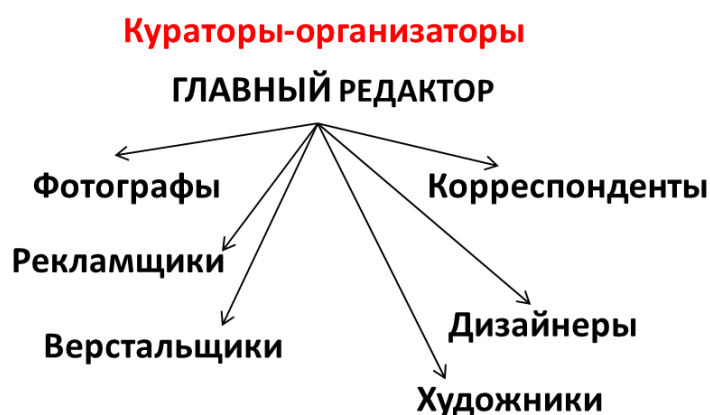 Кураторы-организаторы
ГЛАВНЫЙ РЕДАКТОР
Фотографы
Корреспонденты
Рекламщики
Дизайнеры
Верстальщики
Художники